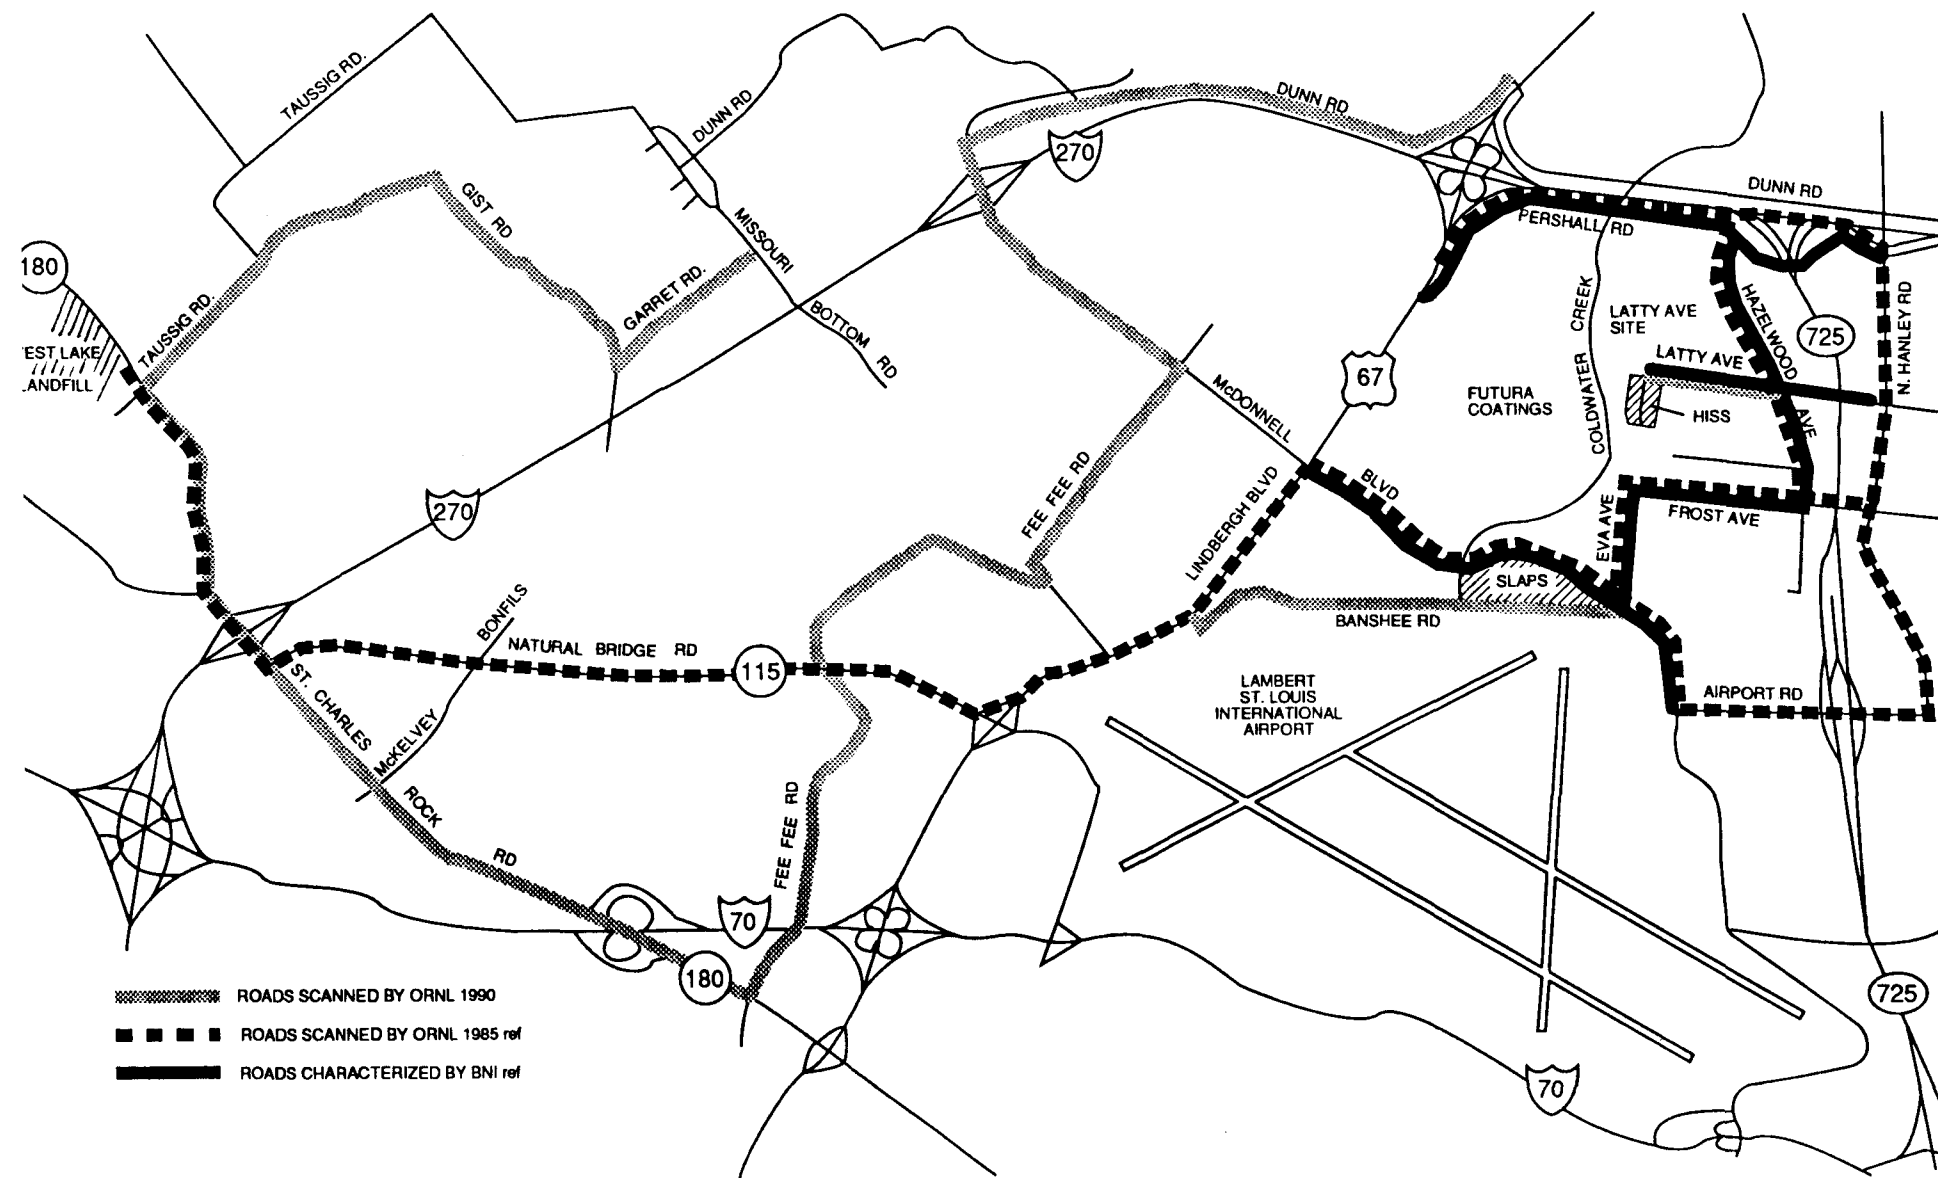 TAUSSIG RD.
DUNN RD
DUNN RD
270
DUNN RD
GIST RD
MISSOURI
PERSHALL RD
180
TAUSSIG RD.
GARRET RD.
BOTTOM RD
COLDWATER CREEK
LATTY AVE
SITE
HAZELWOOD AVE
725
N. HANLEY RD
EST LAKE
ANDFILL
LATTY AVE
67
McDONNELL
BLVD
FUTURA
COATINGS
HISS
FEE FEE RD
LINDBERGH BLVD
270
EVA AVE
FROST AVE
SLAPS
BONFILS
NATURAL BRIDGE RD
115
BANSHEE RD
ST. CHARLES
ROCK
RD
McKELVEY
LAMBERT
ST. LOUIS
INTERNATIONAL
AIRPORT
AIRPORT RD
FEE FEE RD
70
180
725
70
ROADS SCANNED BY ORNL 1990
ROADS SCANNED BY ORNL 1985 ref
ROADS CHARACTERIZED BY BNI ref